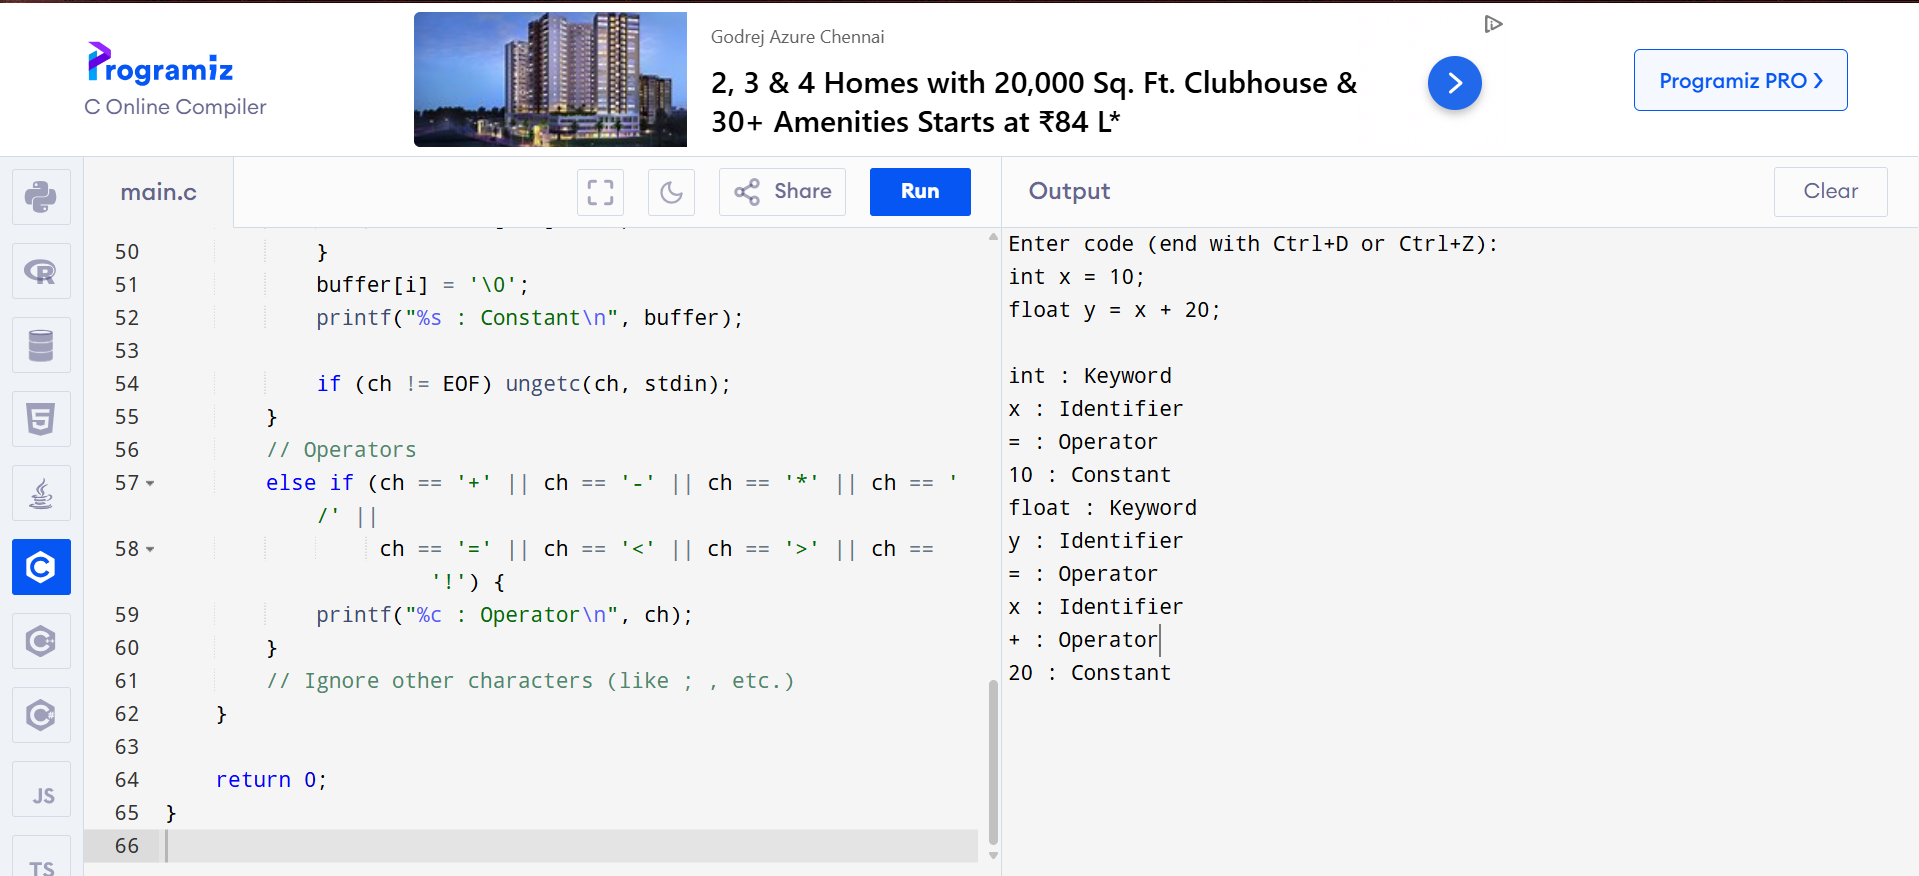 Programiz
C Online Compiler
Godrej Azure Chennai
2, 3 & 4 Homes with 20,000 Sq. Ft. Clubhouse &
30+ Amenities Starts at ₹84 L*
Programiz PRO
main.c
Share
Run
Output
Clear
50 }
51 buffer[i] = '\0';
52 printf("%s : Constant\n", buffer);
53
54 if (ch != EOF) ungetc(ch, stdin);
55 }
56 // Operators
57 else if (ch == '+' || ch == '-' || ch == '*' || ch == '
/' ||
58 ch == '=' || ch == '<' || ch == '>' || ch ==
'!') {
59 printf("%c : Operator\n", ch);
60 }
61 // Ignore other characters (like ; , etc.)
62 }
63
64 return 0;
65 }
66
Enter code (end with Ctrl+D or Ctrl+Z):
int x = 10;
float y = x + 20;
int : Keyword
x : Identifier
= : Operator
10 : Constant
float : Keyword
y : Identifier
= : Operator
x : Identifier
+ : Operator
20 : Constant
R
5
C
C
C
JS
TS